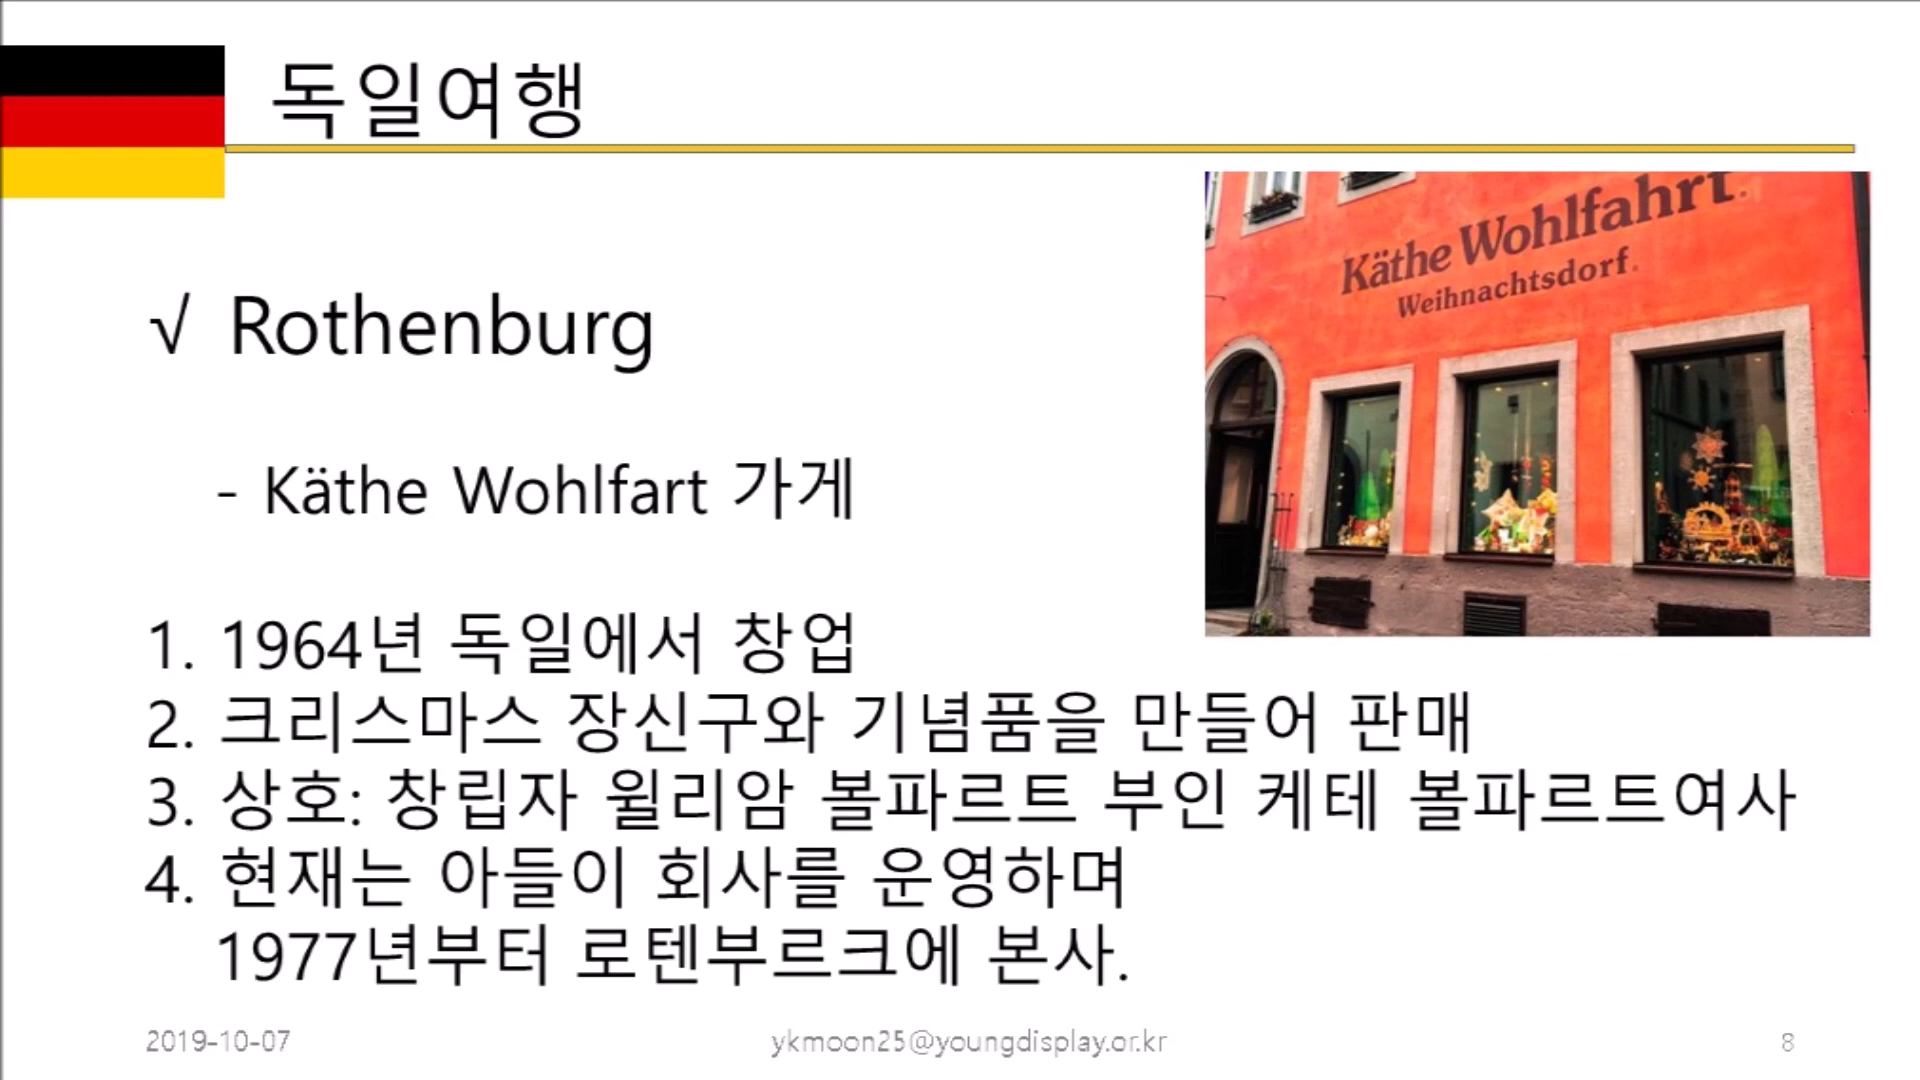 독일여행
Käthe Wohlfahrt.
Weihnachtsdorf.
√ Rothenburg
- Käthe Wohlfart 가게
1. 1964년 독일에서 창업
2. 크리스마스 장신구와 기념품을 만들어 판매
3. 상호: 창립자 윌리암 볼파르트 부인 케테 볼파르트여사
4. 현재는 아들이 회사를 운영하며
1977년부터 로텐부르크에 본사.
2019-10-07
ykmoon25@youngdisplay.or.kr
8